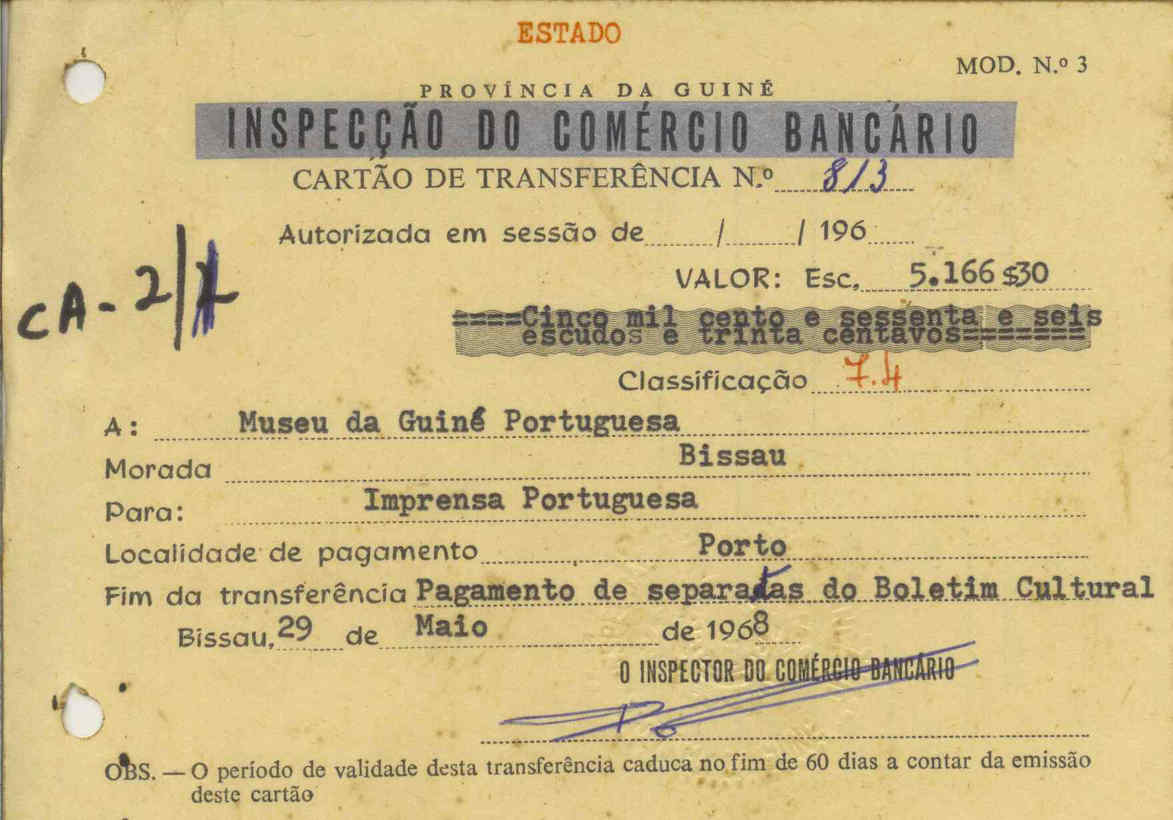 ESTADO
MOD. N.º 3
PROVÍNCIA DA GUINÉ
INSPECÇÃO DO COMÉRCIO BANCÁRIO
CARTÃO DE TRANSFERÊNCIA N.º 813
Autorizada em sessão de / / 196
CA-2/
VALOR: Esc. 5.166$30
====Cinco mil cento e sessenta e seis
escudos e trinta centavos=======
Classificação 7.4
A: Museu da Guiné Portuguesa
Morada Bissau
Para: Imprensa Portuguesa
Localidade de pagamento Porto
Fim da transferência Pagamento de separatas do Boletim Cultural
Bissau, 29 de Maio de 1968
O INSPECTOR DO COMÉRCIO BANCÁRIO
OBS. — O período de validade desta transferência caduca no fim de 60 dias a contar da emissão
deste cartão